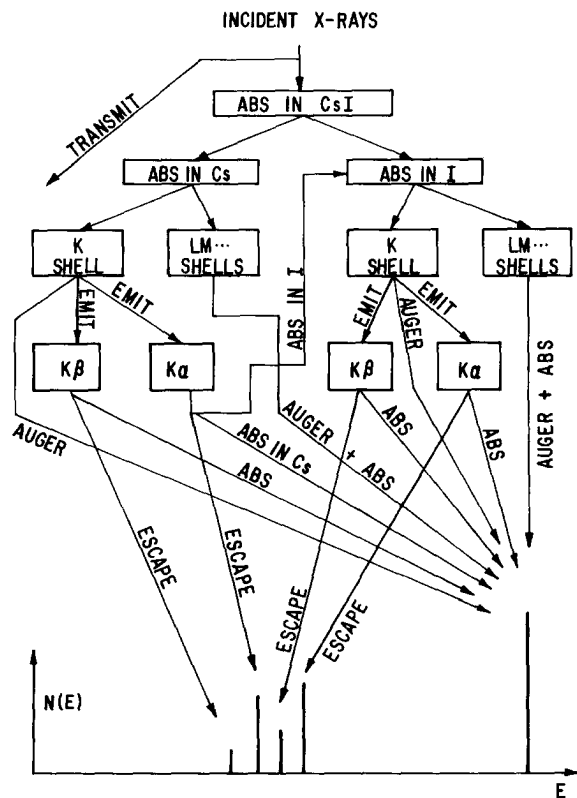 INCIDENT X-RAYS
TRANSMIT
ABS IN CsI
ABS IN Cs
ABS IN I
K
SHELL
LM···
SHELLS
K
SHELL
LM···
SHELLS
EMIT
EMIT
ABS IN I
EMIT
AUGER
EMIT
Kβ
Kα
Kβ
Kα
AUGER
ABS IN Cs
ABS
AUGER + ABS
ABS
ABS
AUGER + ABS
ESCAPE
ESCAPE
ESCAPE
ESCAPE
N(E)
E